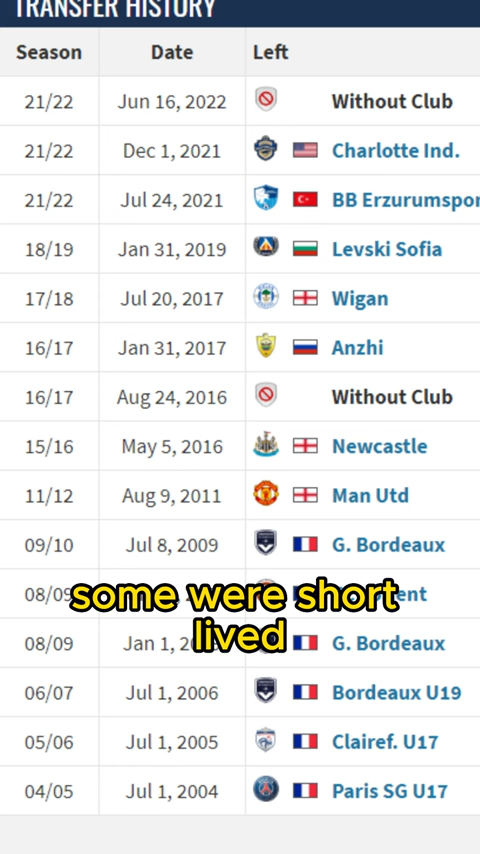 TRANSFER HISTORY
Season Date Left
21/22 Jun 16, 2022 Without Club
21/22 Dec 1, 2021 Charlotte Ind.
21/22 Jul 24, 2021 BB Erzurumspor
18/19 Jan 31, 2019 Levski Sofia
17/18 Jul 20, 2017 Wigan
16/17 Jan 31, 2017 Anzhi
16/17 Aug 24, 2016 Without Club
15/16 May 5, 2016 Newcastle
11/12 Aug 9, 2011 Man Utd
09/10 Jul 8, 2009 G. Bordeaux
08/09
some were short
lived
08/09 Jan 1, G. Bordeaux
06/07 Jul 1, 2006 Bordeaux U19
05/06 Jul 1, 2005 Clairef. U17
04/05 Jul 1, 2004 Paris SG U17